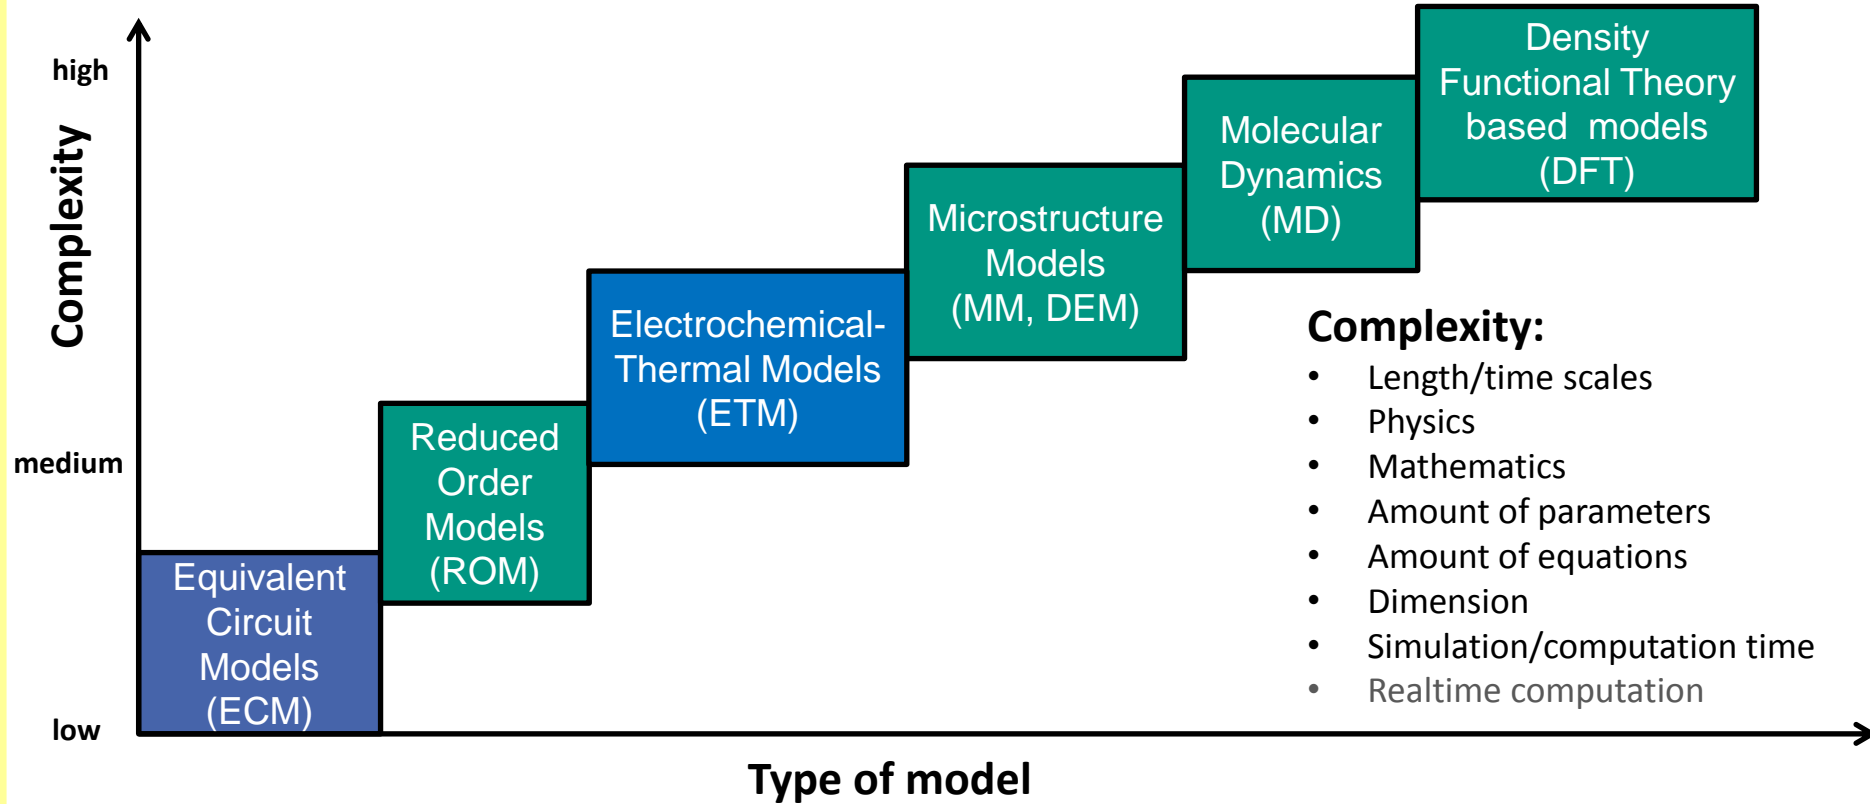 high
medium
low
Complexity
Equivalent
Circuit
Models
(ECM)
Reduced
Order
Models
(ROM)
Electrochemical-
Thermal Models
(ETM)
Microstructure
Models
(MM, DEM)
Molecular
Dynamics
(MD)
Density
Functional Theory
based models
(DFT)
Complexity:
• Length/time scales
• Physics
• Mathematics
• Amount of parameters
• Amount of equations
• Dimension
• Simulation/computation time
• Realtime computation
Type of model